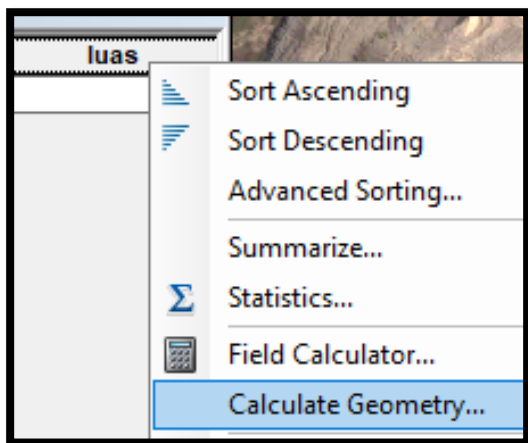 luas
Sort Ascending
Sort Descending
Advanced Sorting...
Summarize...
Σ Statistics...
Field Calculator...
Calculate Geometry...